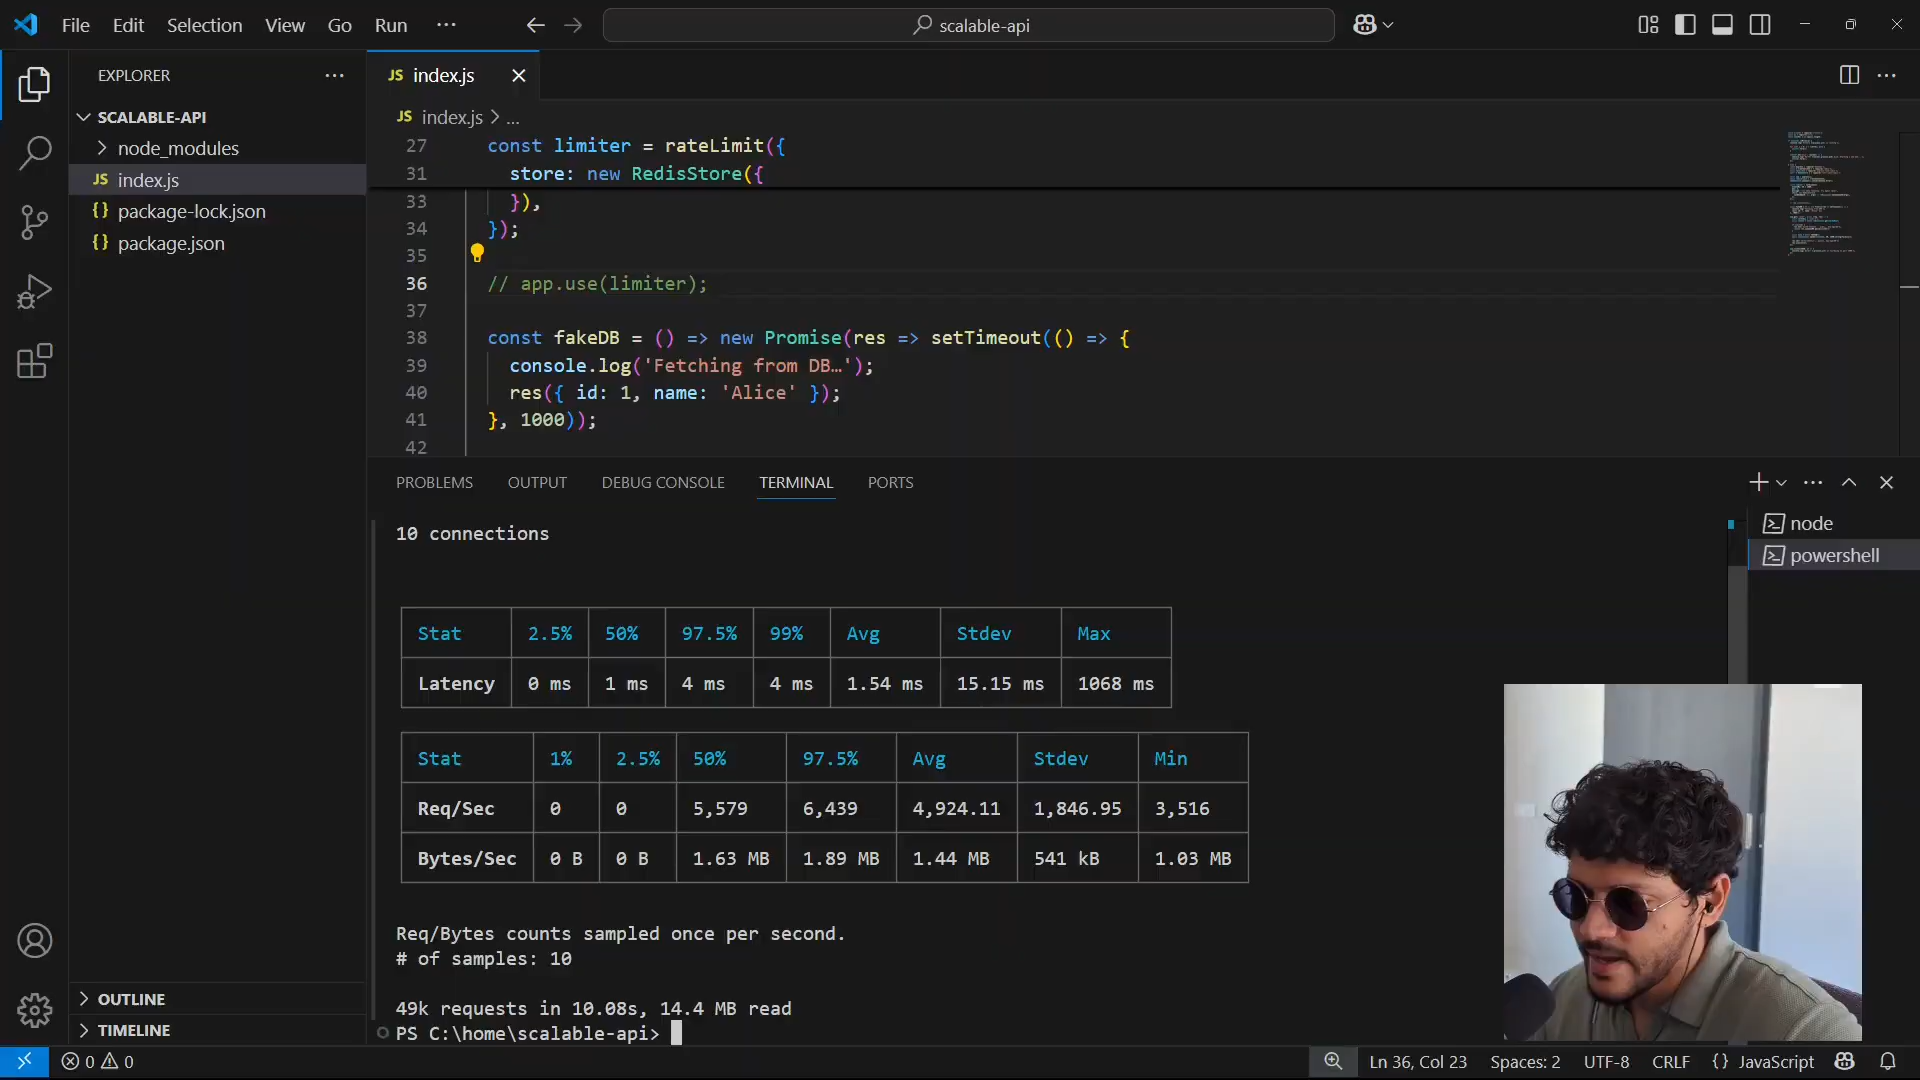 File Edit Selection View Go Run ··· scalable-api
EXPLORER ···
SCALABLE-API
node_modules
JS index.js
{} package-lock.json
{} package.json
OUTLINE
TIMELINE
JS index.js
JS index.js > ...
27 const limiter = rateLimit({
31 store: new RedisStore({
33 }),
34 });
35
36 // app.use(limiter);
37
38 const fakeDB = () => new Promise(res => setTimeout(() => {
39 console.log('Fetching from DB…');
40 res({ id: 1, name: 'Alice' });
41 }, 1000));
42
PROBLEMS OUTPUT DEBUG CONSOLE TERMINAL PORTS
node
powershell
10 connections
Stat 2.5% 50% 97.5% 99% Avg Stdev Max
Latency 0 ms 1 ms 4 ms 4 ms 1.54 ms 15.15 ms 1068 ms
Stat 1% 2.5% 50% 97.5% Avg Stdev Min
Req/Sec 0 0 5,579 6,439 4,924.11 1,846.95 3,516
Bytes/Sec 0 B 0 B 1.63 MB 1.89 MB 1.44 MB 541 kB 1.03 MB
Req/Bytes counts sampled once per second.
# of samples: 10
49k requests in 10.08s, 14.4 MB read
PS C:\home\scalable-api>
0 0 Ln 36, Col 23 Spaces: 2 UTF-8 CRLF {} JavaScript